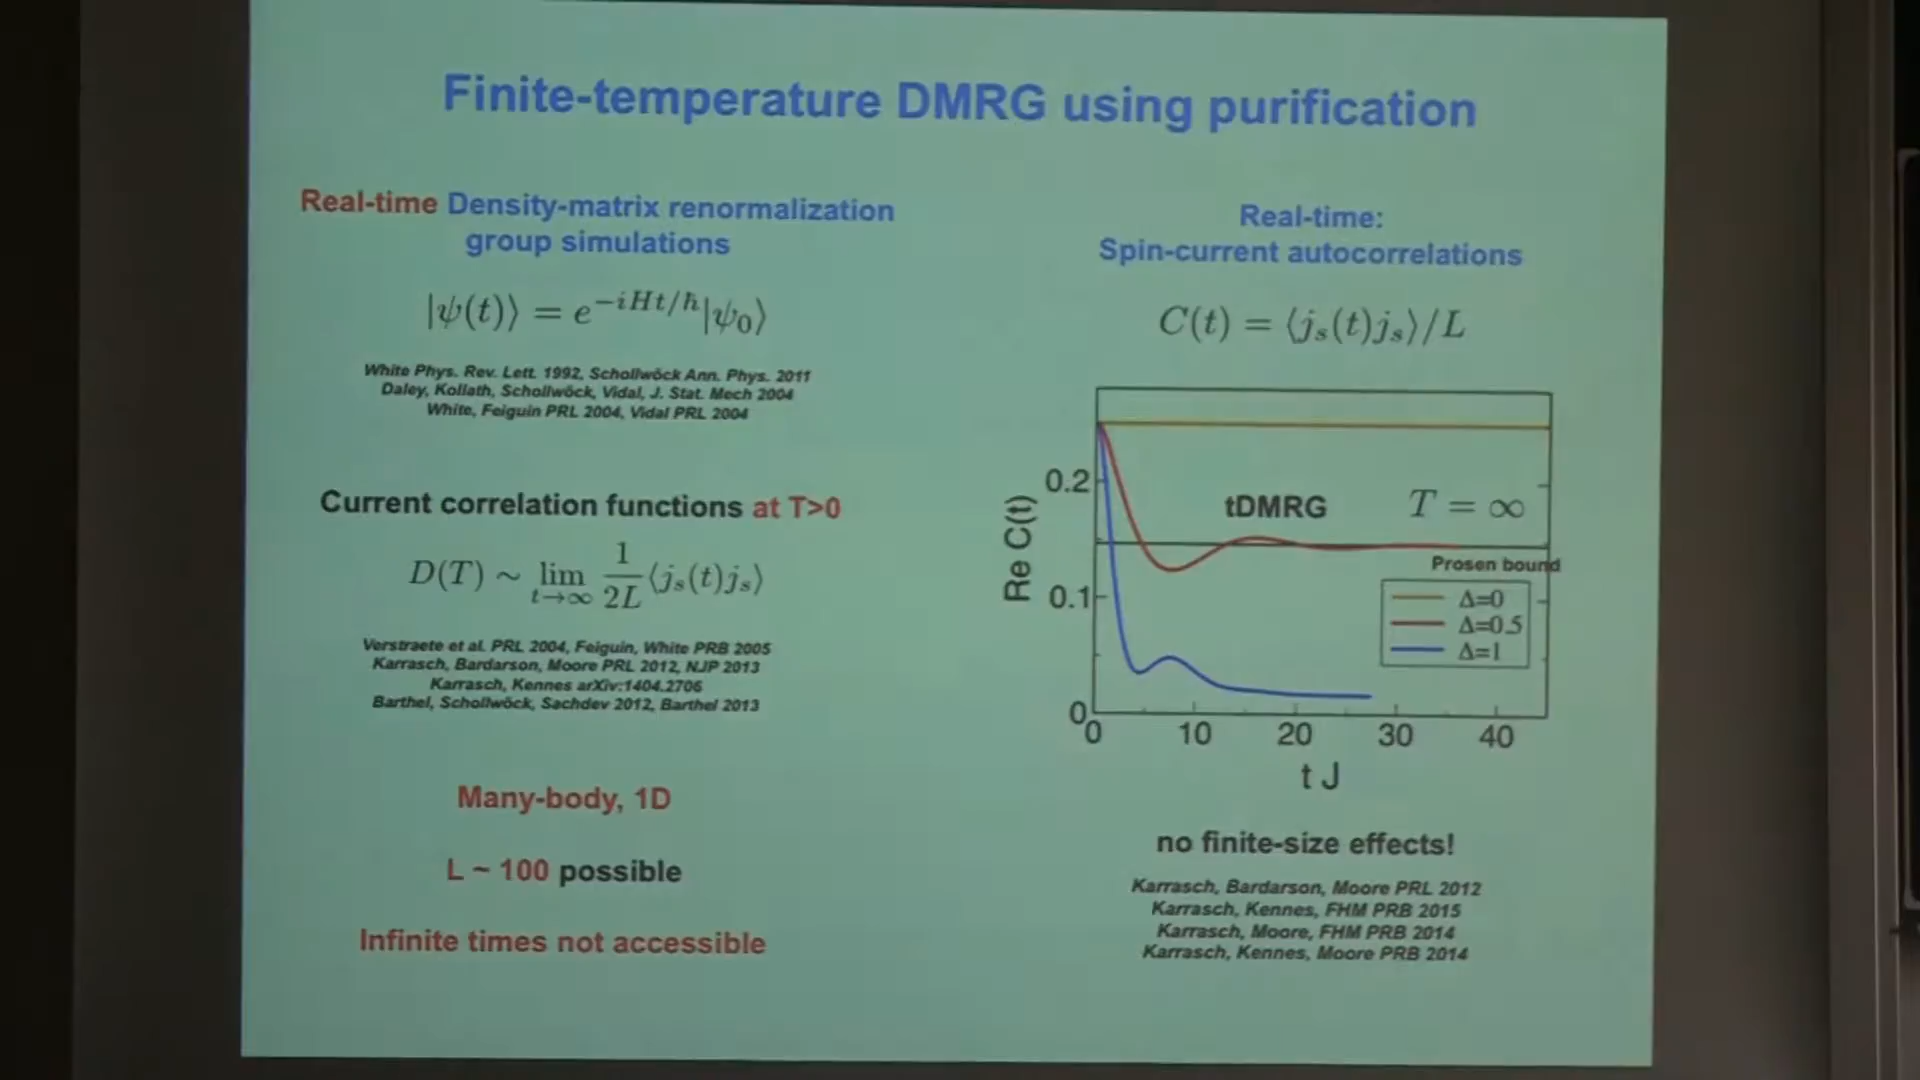 Finite-temperature DMRG using purification
Real-time Density-matrix renormalization
group simulations
|ψ(t)⟩ = e^{-iHt/ħ}|ψ₀⟩
White Phys. Rev. Lett. 1992, Schollwöck Ann. Phys. 2011
Daley, Kollath, Schollwöck, Vidal, J. Stat. Mech 2004
White, Feiguin PRL 2004, Vidal PRL 2004
Current correlation functions at T>0
D(T) ~ lim_{t→∞} 1/2L ⟨jₛ(t)jₛ⟩
Verstraete et al. PRL 2004, Feiguin, White PRB 2005
Karrasch, Bardarson, Moore PRL 2012, NJP 2013
Karrasch, Kennes arXiv:1404.2706
Barthel, Schollwöck, Sachdev 2012, Barthel 2013
Many-body, 1D
L ~ 100 possible
Infinite times not accessible
Real-time:
Spin-current autocorrelations
C(t) = ⟨jₛ(t)jₛ⟩/L
Re C(t)
0.2
0.1
0
tDMRG
T = ∞
Prosen bound
Δ=0
Δ=0.5
Δ=1
0 10 20 30 40
t J
no finite-size effects!
Karrasch, Bardarson, Moore PRL 2012
Karrasch, Kennes, FHM PRB 2015
Karrasch, Moore, FHM PRB 2014
Karrasch, Kennes, Moore PRB 2014